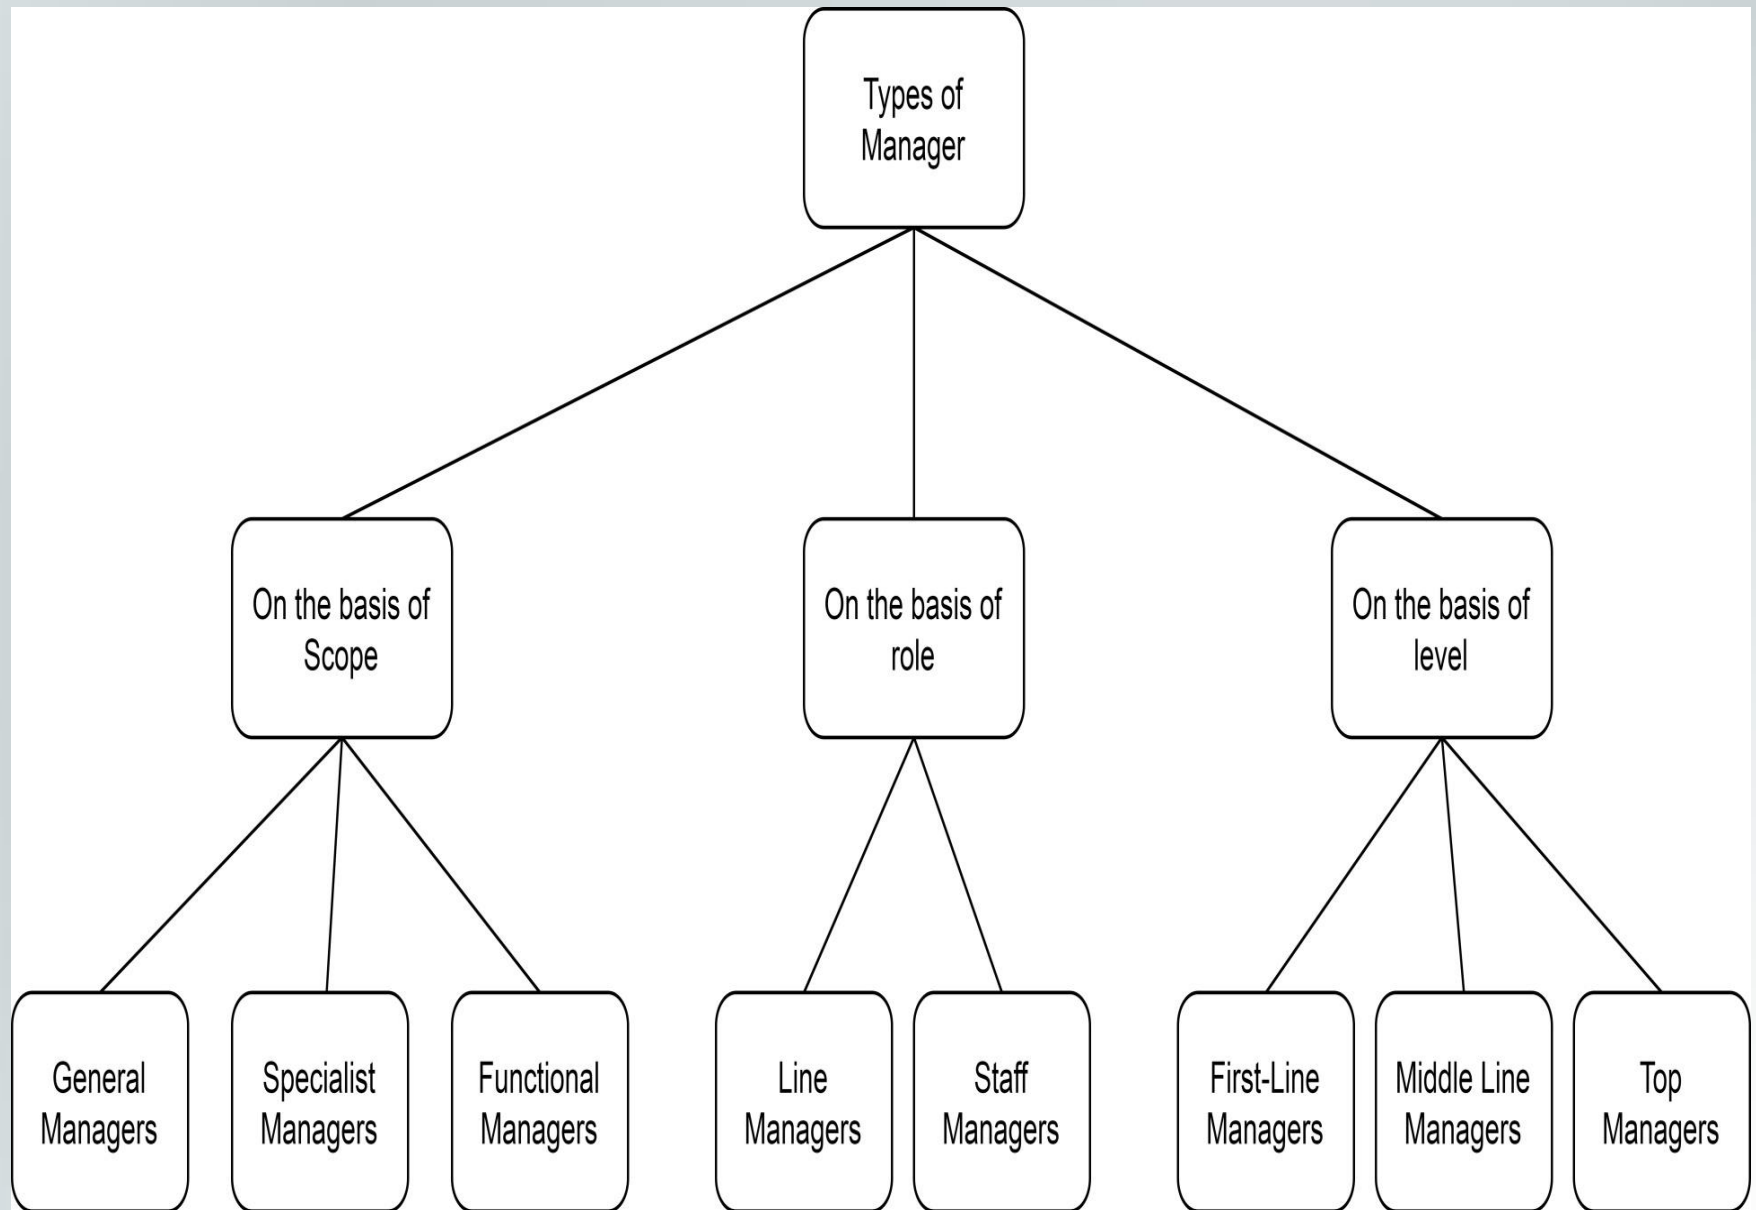 Types of
Manager
On the basis of
Scope
On the basis of
role
On the basis of
level
General
Managers
Specialist
Managers
Functional
Managers
Line
Managers
Staff
Managers
First-Line
Managers
Middle Line
Managers
Top
Managers